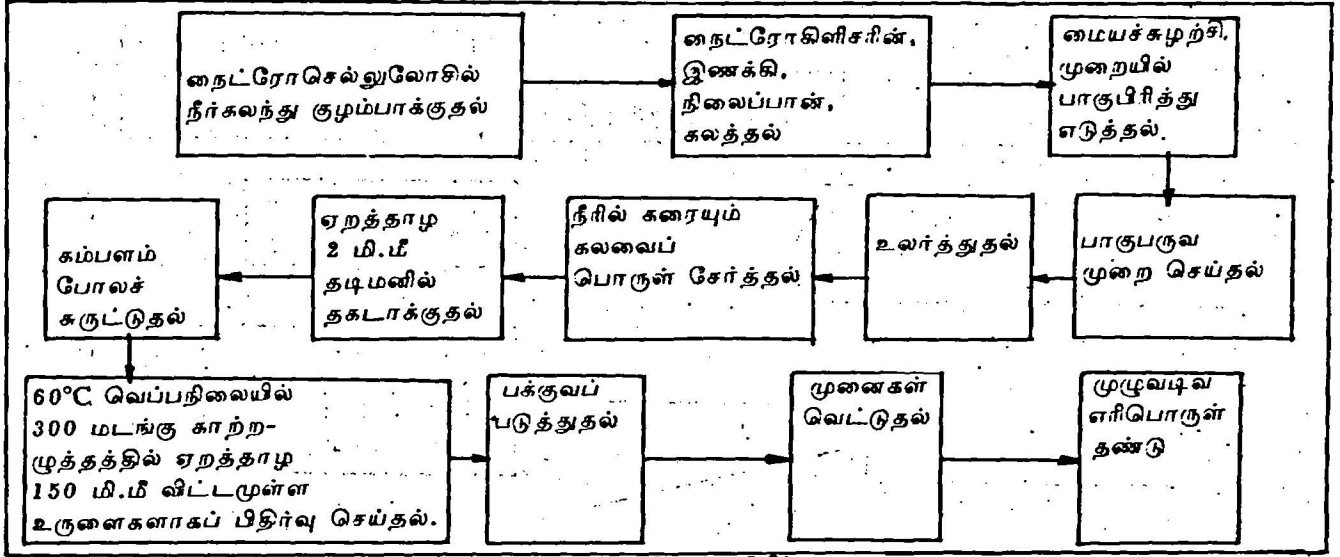 நைட்ரோசெல்லுலோசில்
நீர்கலந்து குழம்பாக்குதல்
நைட்ரோகிளிசரின்,
இணக்கி,
நிலைப்பான்,
கலத்தல்
மையச்சுழற்சி,
முறையில்
பாகுபிரித்து
எடுத்தல்.
பாகுபருவ
முறை செய்தல்
உலர்த்துதல்
நீரில் கரையும்
கலவைப்
பொருள் சேர்த்தல்
ஏறத்தாழ
2 மி.மீ
தடிமனில்
தகடாக்குதல்
கம்பளம்
போலச்
சுருட்டுதல்
60°C வெப்பநிலையில்
300 மடங்கு காற்ற-
ழுத்தத்தில் ஏறத்தாழ
150 மி.மீ விட்டமுள்ள
உருளைகளாகப் பிதிர்வு செய்தல்.
பக்குவப்
படுத்துதல்
முனைகள்
வெட்டுதல்
முழுவடிவ
எரிபொருள்
தண்டு